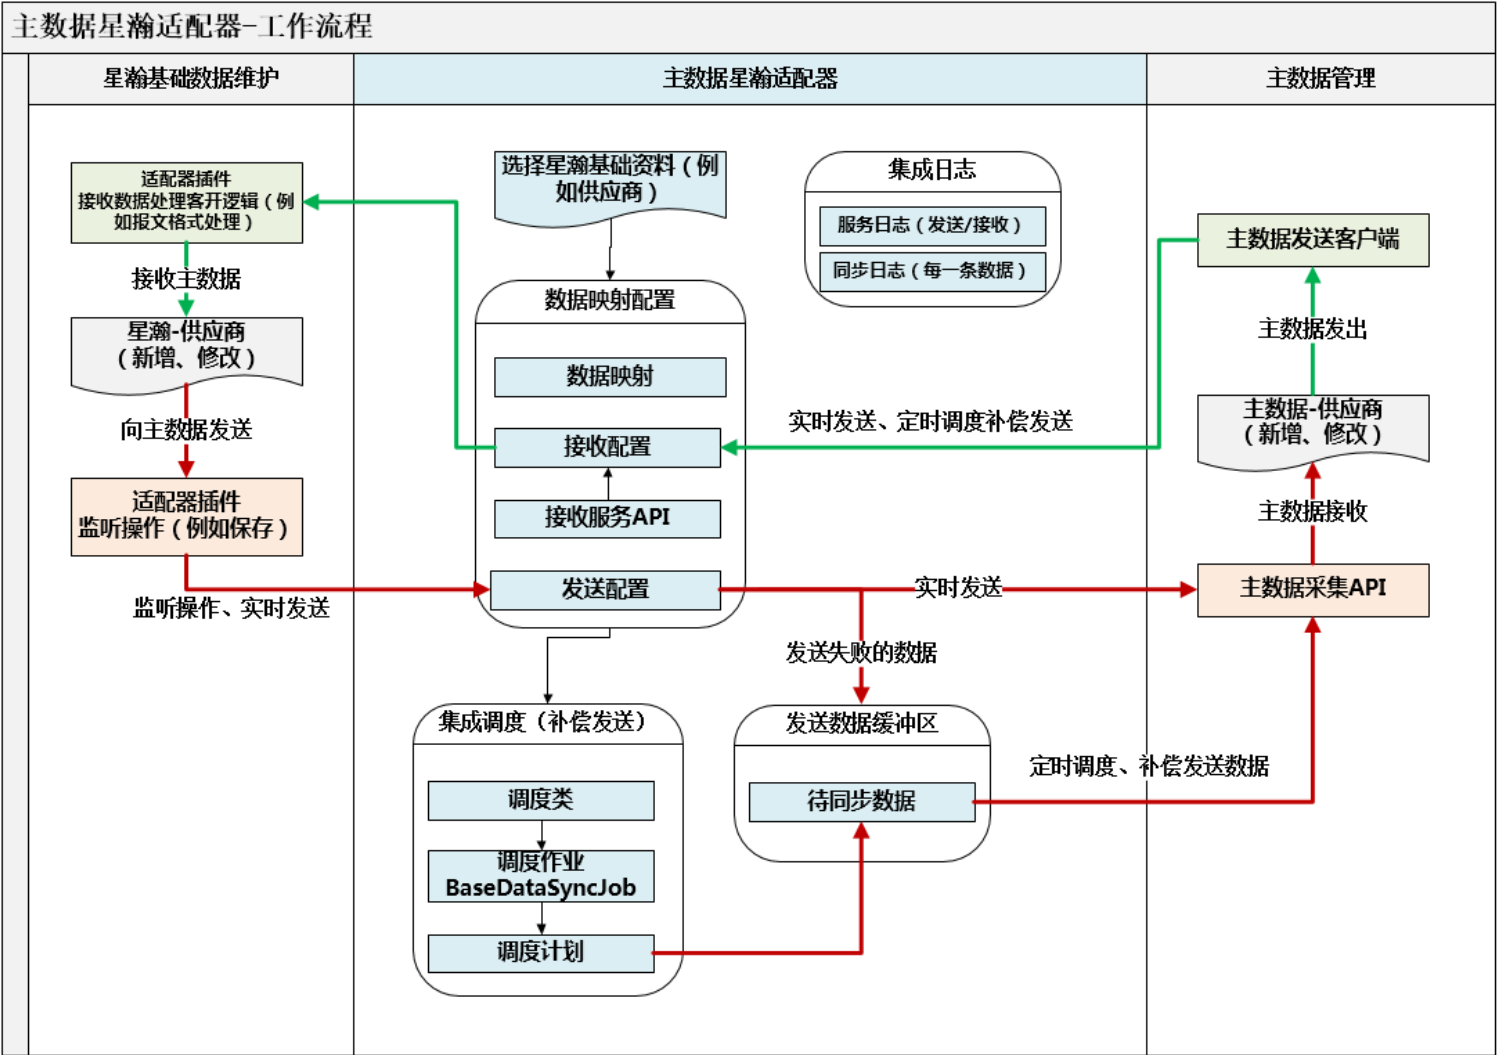 主数据星瀚适配器-工作流程
星瀚基础数据维护
主数据星瀚适配器
主数据管理
适配器插件
接收数据处理客开逻辑（例
如报文格式处理）
接收主数据
星瀚-供应商
（新增、修改）
向主数据发送
适配器插件
监听操作（例如保存）
监听操作、实时发送
选择星瀚基础资料（例
如供应商）
数据映射配置
数据映射
接收配置
接收服务API
发送配置
集成日志
服务日志（发送/接收）
同步日志（每一条数据）
实时发送、定时调度补偿发送
实时发送
发送失败的数据
集成调度（补偿发送）
调度类
调度作业
BaseDataSyncJob
调度计划
发送数据缓冲区
待同步数据
定时调度、补偿发送数据
主数据发送客户端
主数据发出
主数据-供应商
（新增、修改）
主数据接收
主数据采集API